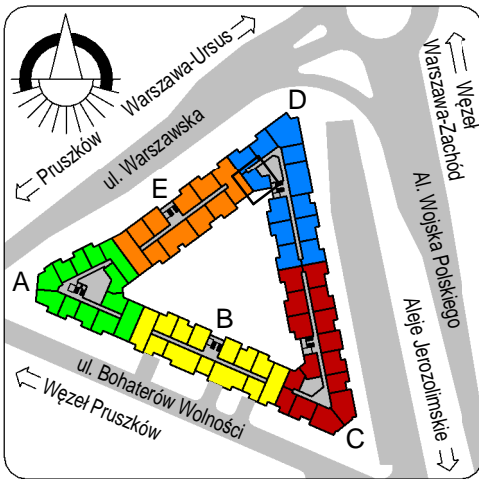 Warszawa-Ursus
Pruszków
ul. Warszawska
D
E
A
B
C
Węzeł
Warszawa-Zachód
Al. Wojska Polskiego
Aleje Jerozolimskie
ul. Bohaterów Wolności
Węzeł Pruszków